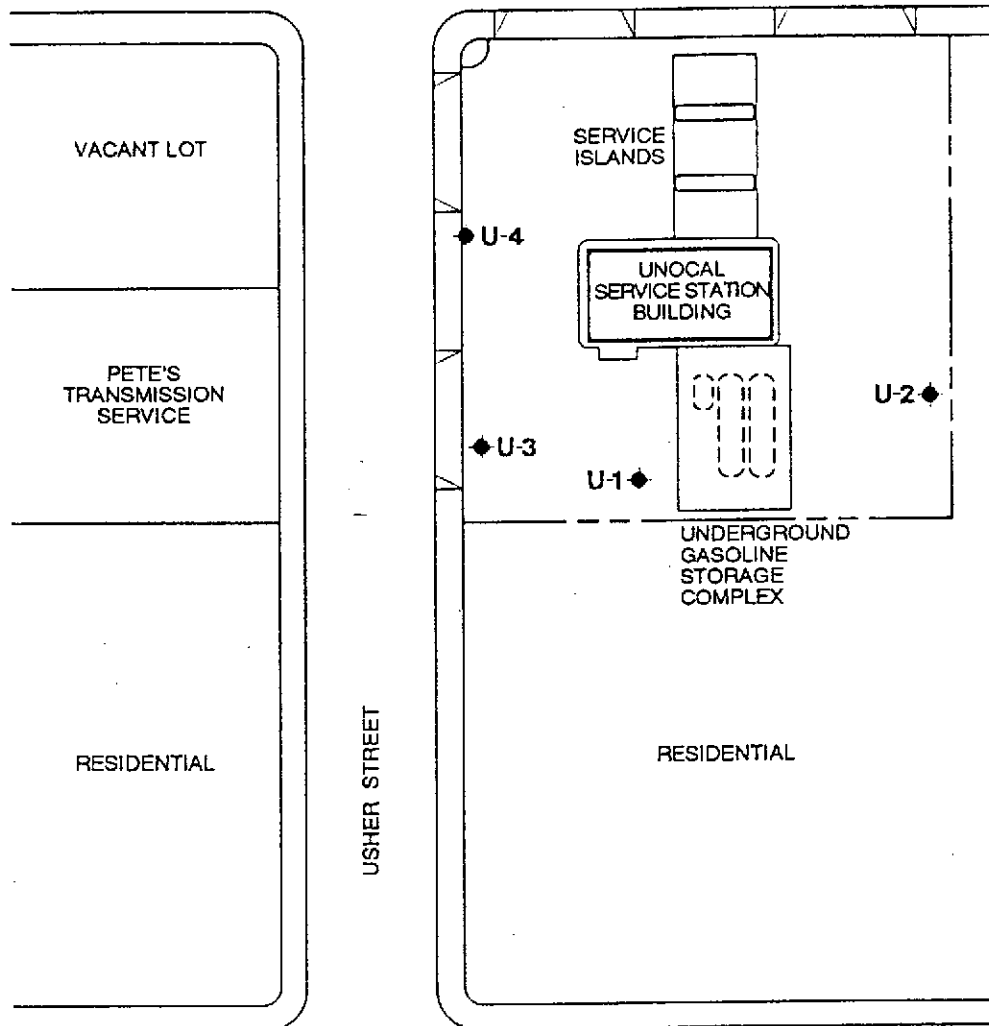 VACANT LOT
SERVICE
ISLANDS
U-4
UNOCAL
SERVICE STATION
BUILDING
PETE'S
TRANSMISSION
SERVICE
U-2
U-3
U-1
UNDERGROUND
GASOLINE
STORAGE
COMPLEX
RESIDENTIAL
USHER STREET
RESIDENTIAL